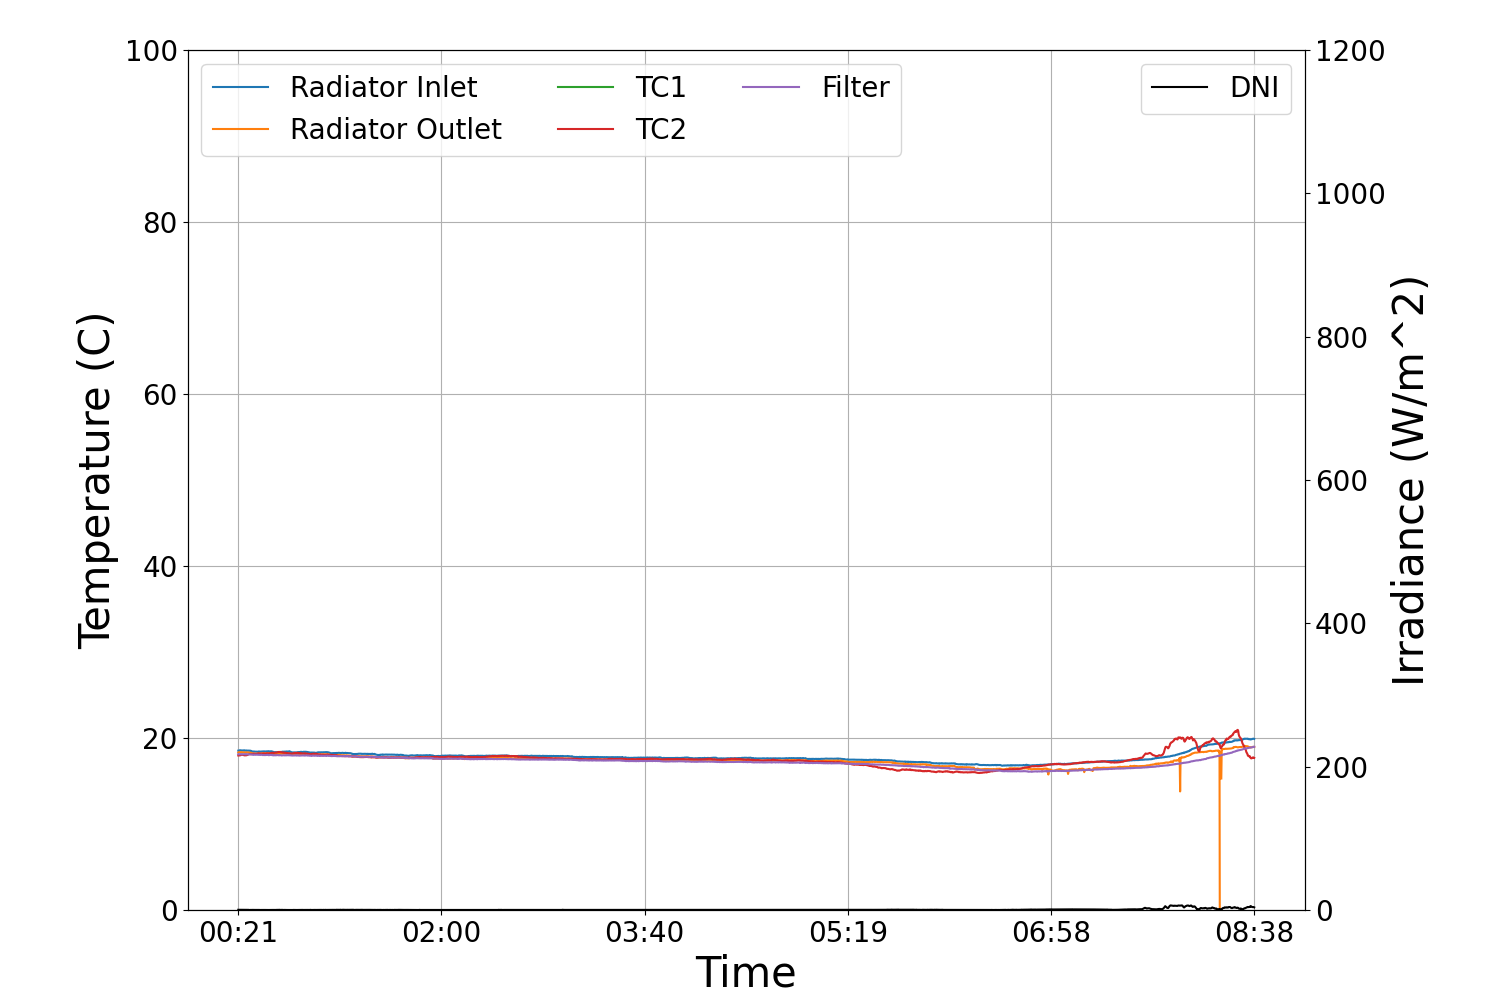 100
80
60
40
20
0
Temperature (C)
Radiator Inlet
Radiator Outlet
TC1
TC2
Filter
DNI
1200
1000
800
600
400
200
0
Irradiance (W/m^2)
00:21 02:00 03:40 05:19 06:58 08:38
Time